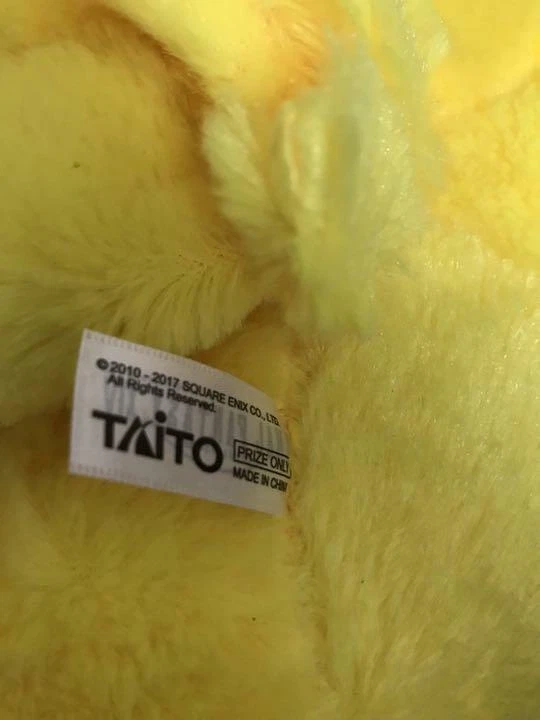 ©2010 - 2017 SQUARE ENIX CO., LTD.
All Rights Reserved.
TAITO
PRIZE ONLY
MADE IN CHINA